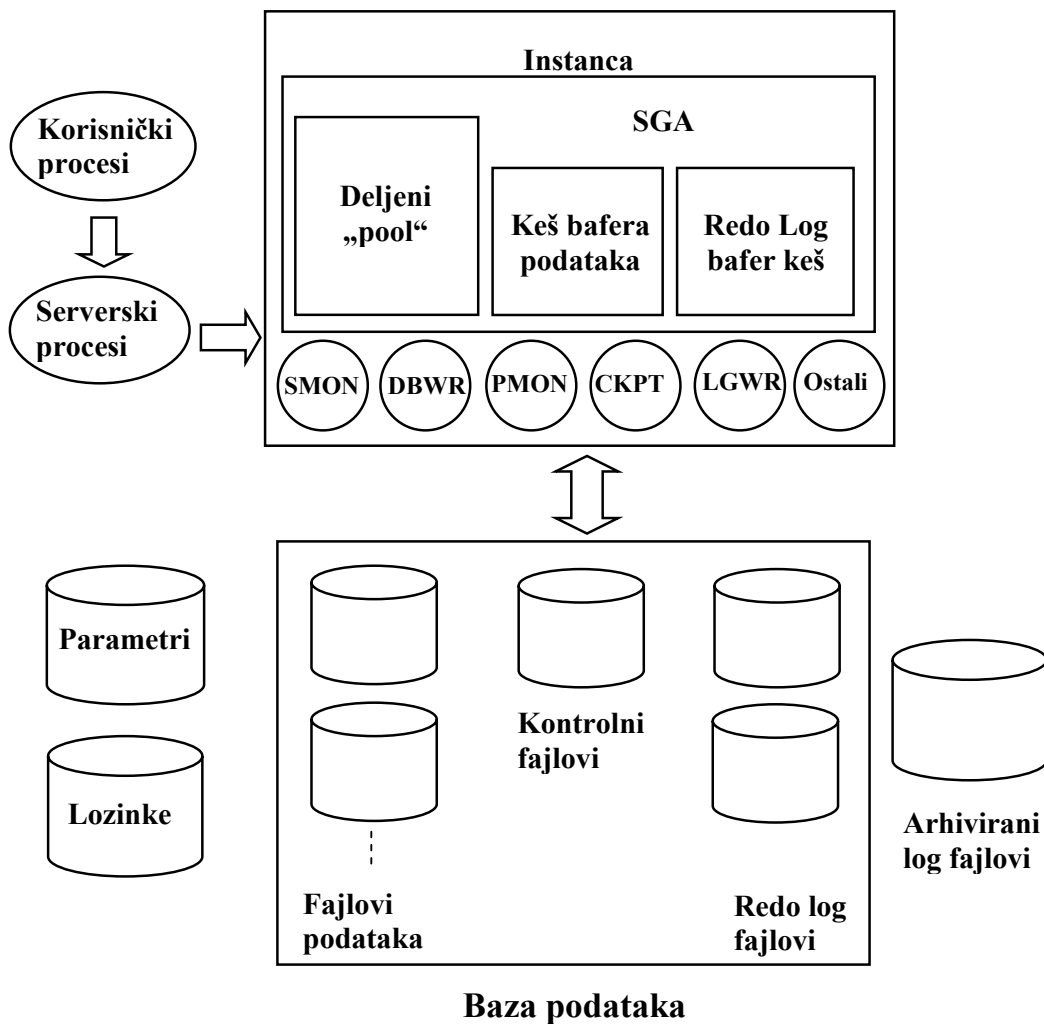 Instanca
SGA
Korisnički
procesi
Deljeni
„pool“
Keš bafera
podataka
Redo Log
bafer keš
Serverski
procesi
SMON
DBWR
PMON
CKPT
LGWR
Ostali
Parametri
Lozinke
Kontrolni
fajlovi
Fajlovi
podataka
Redo log
fajlovi
Arhivirani
log fajlovi
Baza podataka